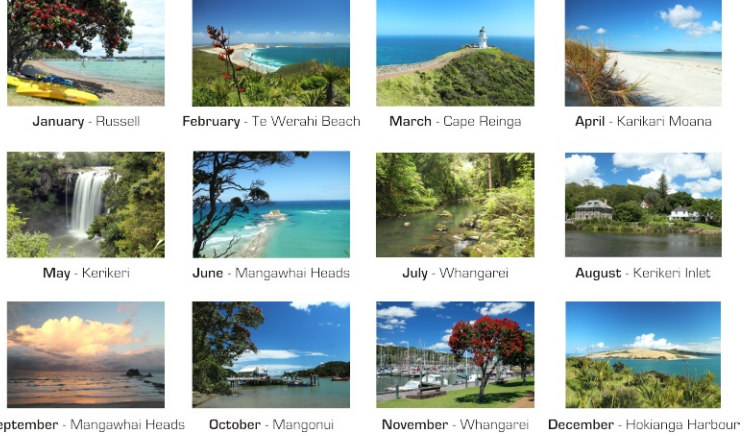 January - Russell
February - Te Werahi Beach
March - Cape Reinga
April - Karikari Moana
May - Kerikeri
June - Mangawhai Heads
July - Whangarei
August - Kerikeri Inlet
eptember - Mangawhai Heads
October - Mangonui
November - Whangarei
December - Hokianga Harbour